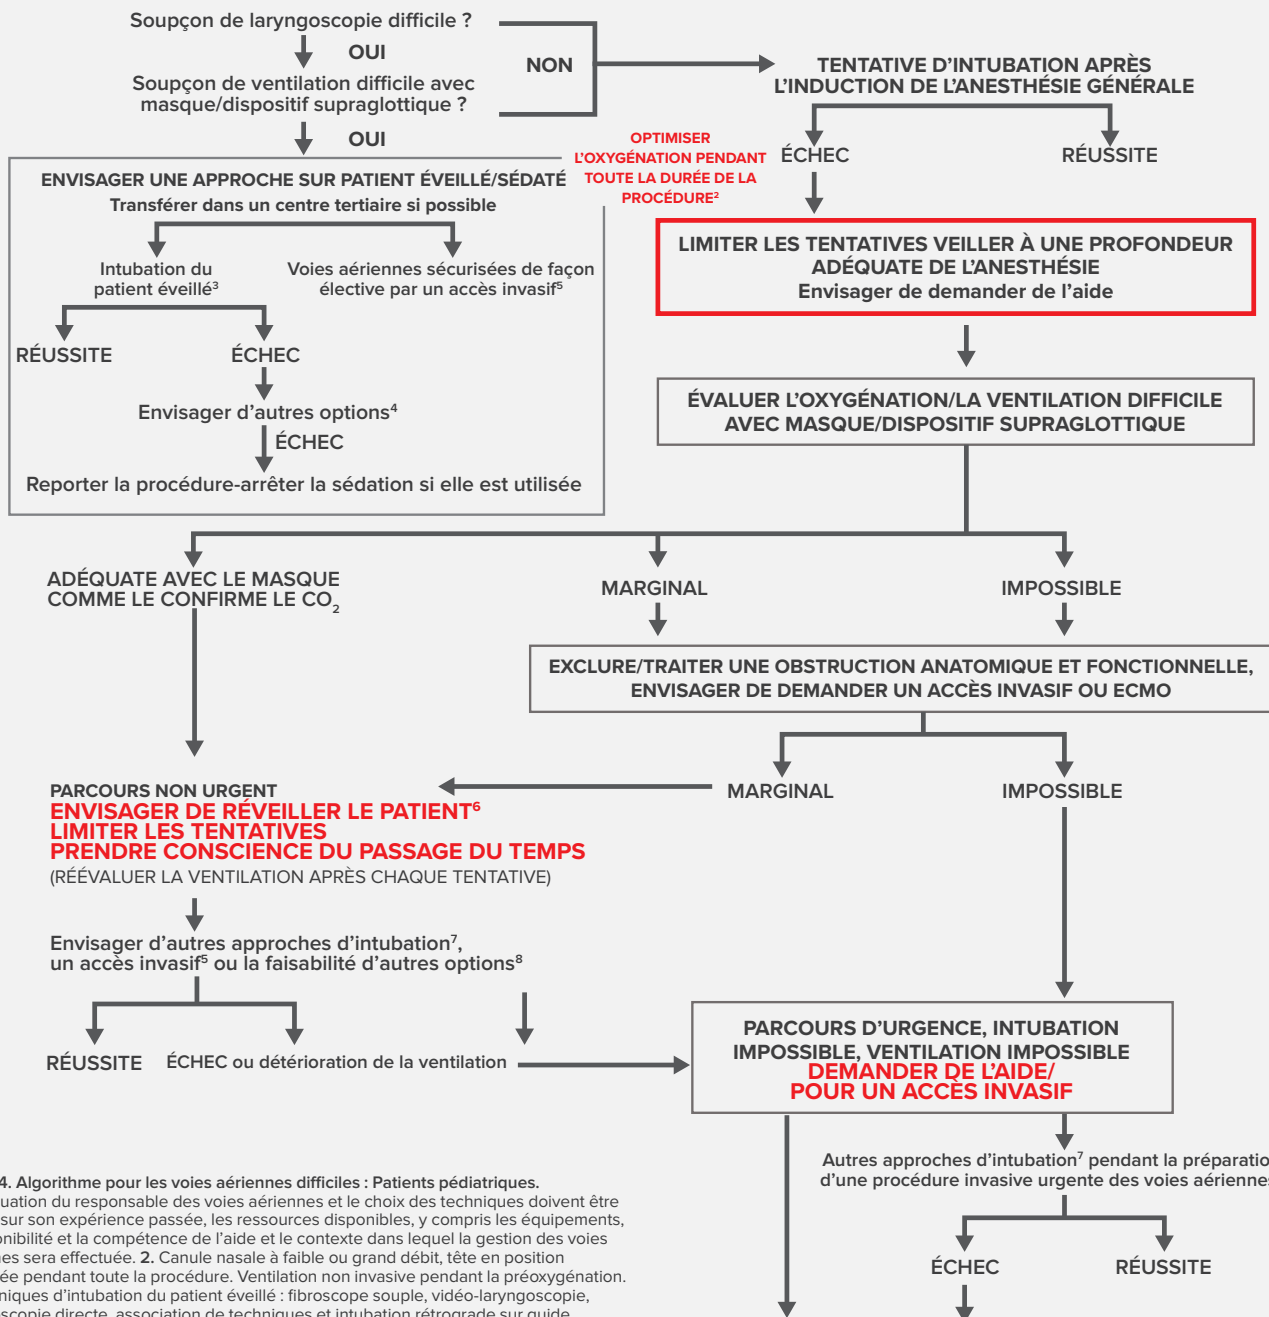 Soupçon de laryngoscopie difficile ?
OUI
NON
Soupçon de ventilation difficile avec
masque/dispositif supraglottique ?
OUI
TENTATIVE D’INTUBATION APRÈS
L’INDUCTION DE L’ANESTHÉSIE GÉNÉRALE
ÉCHEC
RÉUSSITE
OPTIMISER
L’OXYGÉNATION PENDANT
TOUTE LA DURÉE DE LA
PROCÉDURE²
ENVISAGER UNE APPROCHE SUR PATIENT ÉVEILLÉ/SÉDATÉ
Transférer dans un centre tertiaire si possible
Intubation du
patient éveillé³
Voies aériennes sécurisées de façon
élective par un accès invasif⁵
RÉUSSITE
ÉCHEC
Envisager d’autres options⁴
ÉCHEC
Reporter la procédure-arrêter la sédation si elle est utilisée
LIMITER LES TENTATIVES VEILLER À UNE PROFONDEUR
ADÉQUATE DE L’ANESTHÉSIE
Envisager de demander de l’aide
ÉVALUER L’OXYGÉNATION/LA VENTILATION DIFFICILE
AVEC MASQUE/DISPOSITIF SUPRAGLOTTIQUE
ADÉQUATE AVEC LE MASQUE
COMME LE CONFIRME LE CO₂
MARGINAL
IMPOSSIBLE
EXCLURE/TRAITER UNE OBSTRUCTION ANATOMIQUE ET FONCTIONNELLE,
ENVISAGER DE DEMANDER UN ACCÈS INVASIF OU ECMO
MARGINAL
IMPOSSIBLE
PARCOURS NON URGENT
ENVISAGER DE RÉVEILLER LE PATIENT⁶
LIMITER LES TENTATIVES
PRENDRE CONSCIENCE DU PASSAGE DU TEMPS
(RÉÉVALUER LA VENTILATION APRÈS CHAQUE TENTATIVE)
Envisager d’autres approches d’intubation⁷,
un accès invasif⁵ ou la faisabilité d’autres options⁸
RÉUSSITE
ÉCHEC ou détérioration de la ventilation
PARCOURS D’URGENCE, INTUBATION
IMPOSSIBLE, VENTILATION IMPOSSIBLE
DEMANDER DE L’AIDE/
POUR UN ACCÈS INVASIF
Autres approches d’intubation⁷ pendant la préparatio
d’une procédure invasive urgente des voies aériennes
ÉCHEC
RÉUSSITE
4. Algorithme pour les voies aériennes difficiles : Patients pédiatriques.
uation du responsable des voies aériennes et le choix des techniques doivent être
sur son expérience passée, les ressources disponibles, y compris les équipements,
onibilité et la compétence de l’aide et le contexte dans lequel la gestion des voies
nes sera effectuée. 2. Canule nasale à faible ou grand débit, tête en position
ée pendant toute la procédure. Ventilation non invasive pendant la préoxygénation.
niques d’intubation du patient éveillé : fibroscope souple, vidéo-laryngoscopie,
oscopie directe, association de techniques et intubation rétrograde sur guide